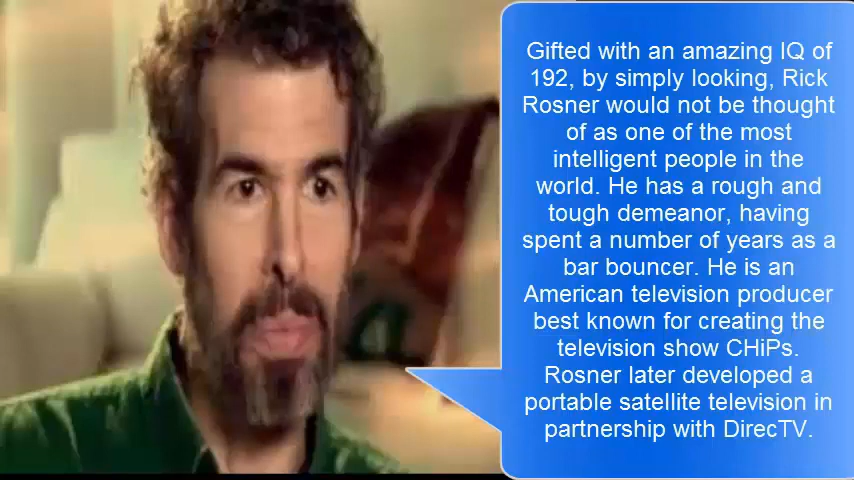 Gifted with an amazing IQ of
192, by simply looking, Rick
Rosner would not be thought
of as one of the most
intelligent people in the
world. He has a rough and
tough demeanor, having
spent a number of years as a
bar bouncer. He is an
American television producer
best known for creating the
television show CHiPs.
Rosner later developed a
portable satellite television in
partnership with DirecTV.